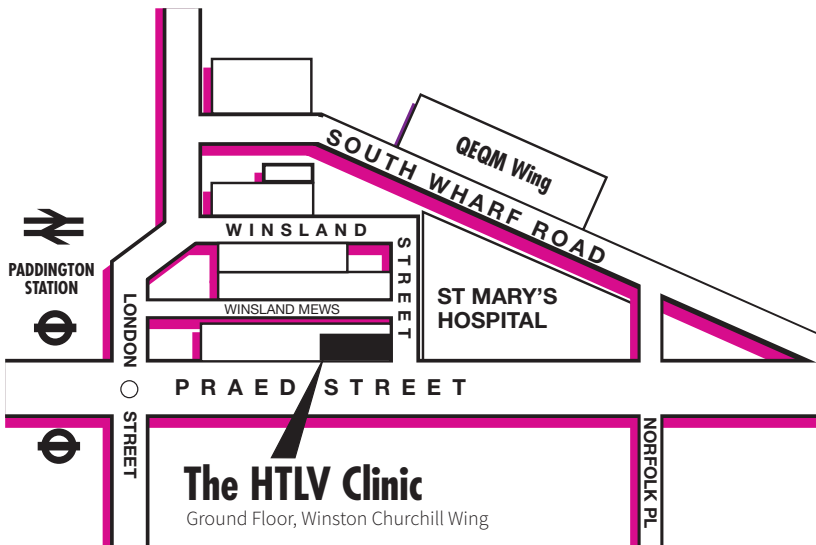 QEQM Wing
SOUTH WHARF ROAD
WINSLAND
STREET
PADDINGTON
STATION
ST MARY'S
HOSPITAL
WINSLAND MEWS
LONDON
STREET
PRAED STREET
NORFOLK PL
The HTLV Clinic
Ground Floor, Winston Churchill Wing